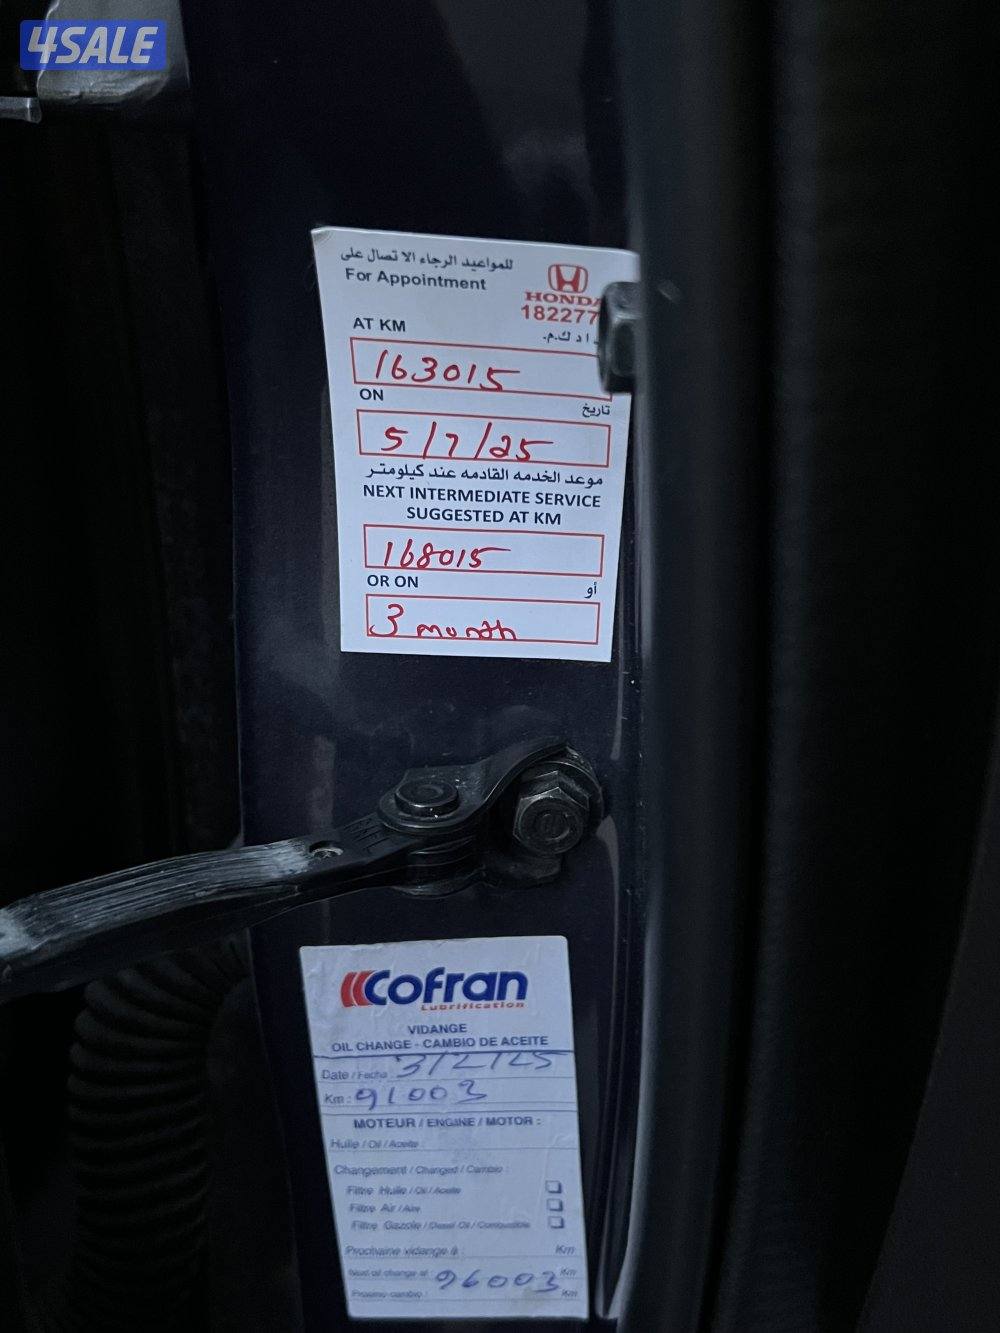 4SALE
للمواعيد الرجاء الاتصال على
For Appointment
HONDA
182277
AT KM
ـداد ك.م.
163015
ON
تاريخ
5/7/25
موعد الخدمه القادمه عند كيلومتر
NEXT INTERMEDIATE SERVICE
SUGGESTED AT KM
168015
OR ON
أو
3 month
Cofran
Lubrification
VIDANGE
OIL CHANGE - CAMBIO DE ACEITE
Date / Fecha : 3/2/25
Km : 91003
MOTEUR / ENGINE / MOTOR :
Huile / Oil / Aceite :
Changement / Changed / Cambio :
Filtre Huile / Oil / Aceite
Filtre Air / Aire
Filtre Gazole / Diesel Oil / Combustible
Prochaine vidange à : Km
Next oil change at : 96003 Km
Proximo cambio : Km